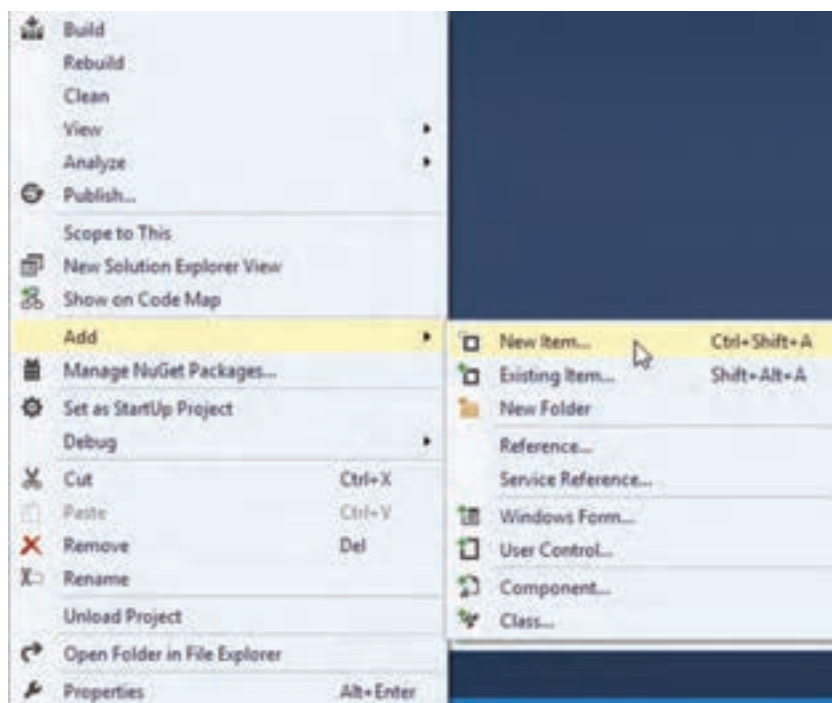 Build
Rebuild
Clean
View
Analyze
Publish...
Scope to This
New Solution Explorer View
Show on Code Map
Add
Manage NuGet Packages...
Set as StartUp Project
Debug
Cut Ctrl+X
Paste Ctrl+V
Remove Del
Rename
Unload Project
Open Folder in File Explorer
Properties Alt+Enter
New Item... Ctrl+Shift+A
Existing Item... Shift+Alt+A
New Folder
Reference...
Service Reference...
Windows Form...
User Control...
Component...
Class...